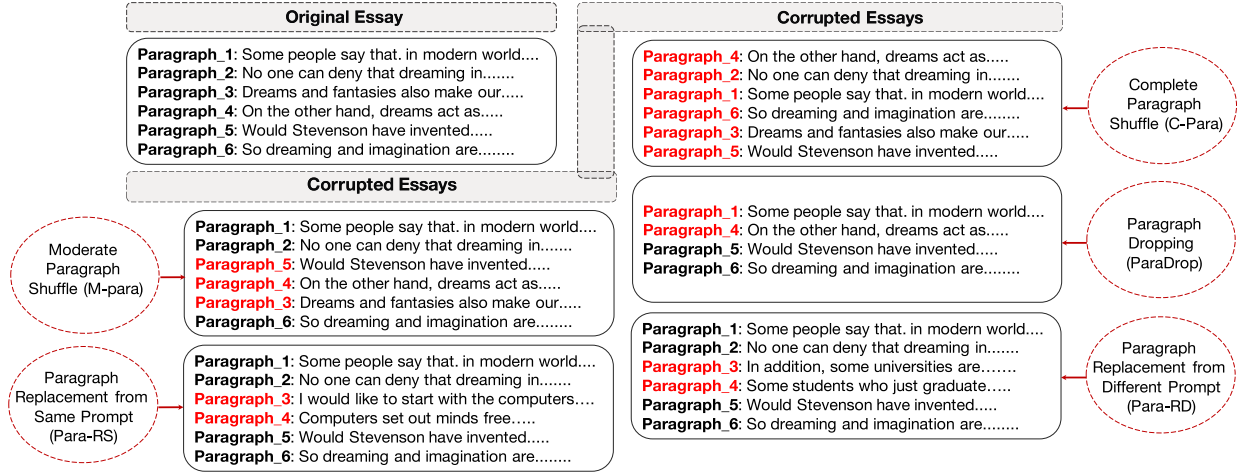 Original Essay
Paragraph_1: Some people say that. in modern world....
Paragraph_2: No one can deny that dreaming in.......
Paragraph_3: Dreams and fantasies also make our.....
Paragraph_4: On the other hand, dreams act as.....
Paragraph_5: Would Stevenson have invented.....
Paragraph_6: So dreaming and imagination are........
Corrupted Essays
Paragraph_4: On the other hand, dreams act as.....
Paragraph_2: No one can deny that dreaming in.......
Paragraph_1: Some people say that. in modern world....
Paragraph_6: So dreaming and imagination are........
Paragraph_3: Dreams and fantasies also make our.....
Paragraph_5: Would Stevenson have invented.....
Complete
Paragraph
Shuffle (C-Para)
Corrupted Essays
Moderate
Paragraph
Shuffle (M-para)
Paragraph_1: Some people say that. in modern world....
Paragraph_2: No one can deny that dreaming in.......
Paragraph_5: Would Stevenson have invented.....
Paragraph_4: On the other hand, dreams act as.....
Paragraph_3: Dreams and fantasies also make our.....
Paragraph_6: So dreaming and imagination are........
Paragraph_1: Some people say that. in modern world....
Paragraph_4: On the other hand, dreams act as.....
Paragraph_5: Would Stevenson have invented.....
Paragraph_6: So dreaming and imagination are........
Paragraph
Dropping
(ParaDrop)
Paragraph
Replacement from
Same Prompt
(Para-RS)
Paragraph_1: Some people say that. in modern world....
Paragraph_2: No one can deny that dreaming in.......
Paragraph_3: I would like to start with the computers....
Paragraph_4: Computers set out minds free.....
Paragraph_5: Would Stevenson have invented.....
Paragraph_6: So dreaming and imagination are........
Paragraph_1: Some people say that. in modern world....
Paragraph_2: No one can deny that dreaming in.......
Paragraph_3: In addition, some universities are.......
Paragraph_4: Some students who just graduate.....
Paragraph_5: Would Stevenson have invented.....
Paragraph_6: So dreaming and imagination are........
Paragraph
Replacement from
Different Prompt
(Para-RD)